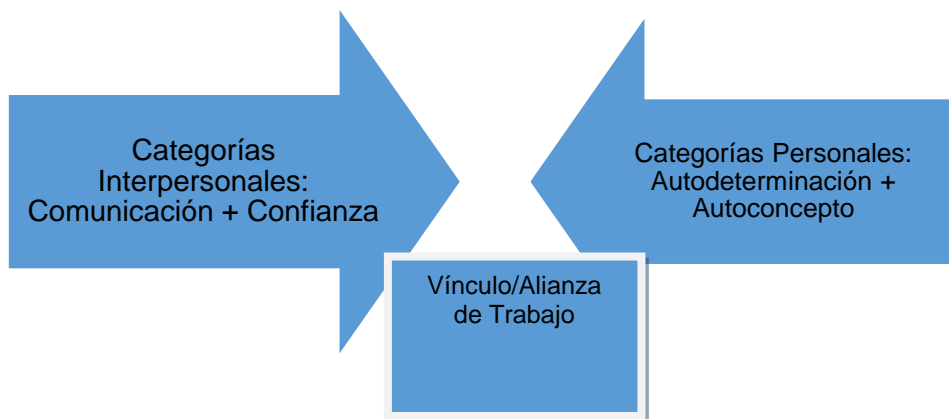 Categorías
Interpersonales:
Comunicación + Confianza
Categorías Personales:
Autodeterminación +
Autoconcepto
Vínculo/Alianza
de Trabajo